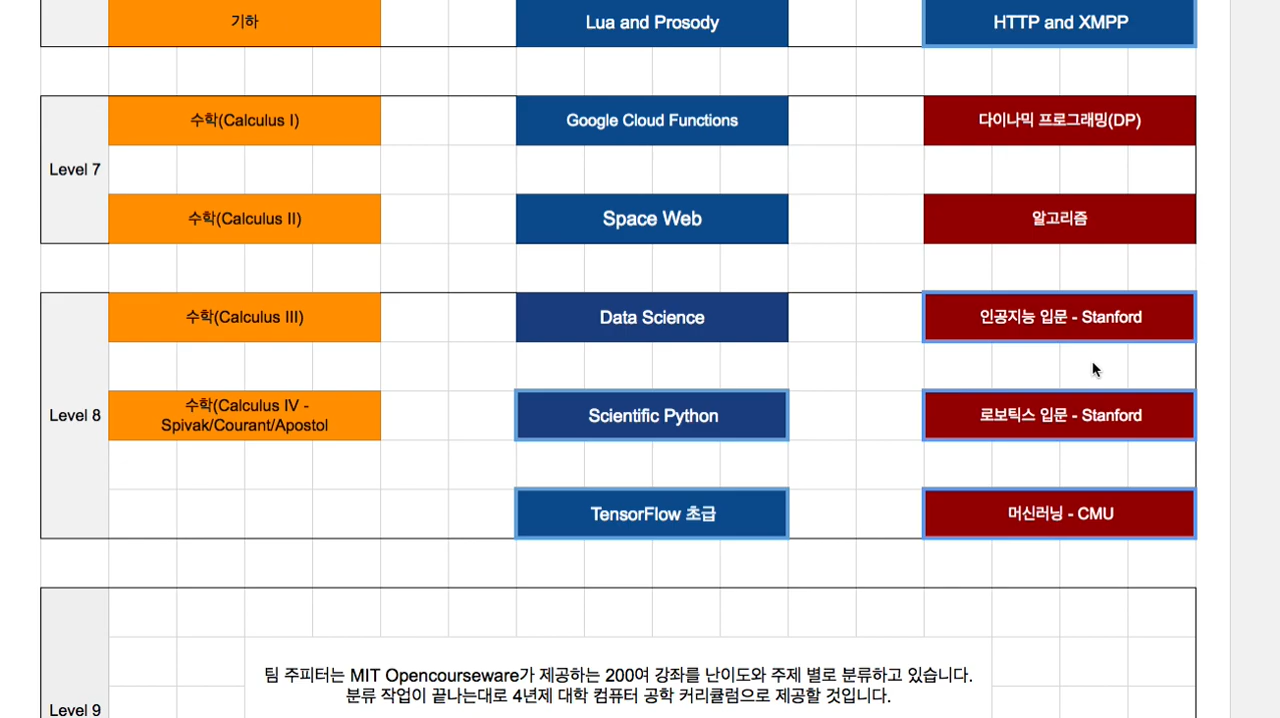 기하
Lua and Prosody
HTTP and XMPP
Level 7
수학(Calculus I)
Google Cloud Functions
다이나믹 프로그래밍(DP)
수학(Calculus II)
Space Web
알고리즘
Level 8
수학(Calculus III)
Data Science
인공지능 입문 - Stanford
수학(Calculus IV -
Spivak/Courant/Apostol
Scientific Python
로보틱스 입문 - Stanford
TensorFlow 초급
머신러닝 - CMU
Level 9
팀 주피터는 MIT Opencourseware가 제공하는 200여 강좌를 난이도와 주제 별로 분류하고 있습니다.
분류 작업이 끝나는대로 4년제 대학 컴퓨터 공학 커리큘럼으로 제공할 것입니다.